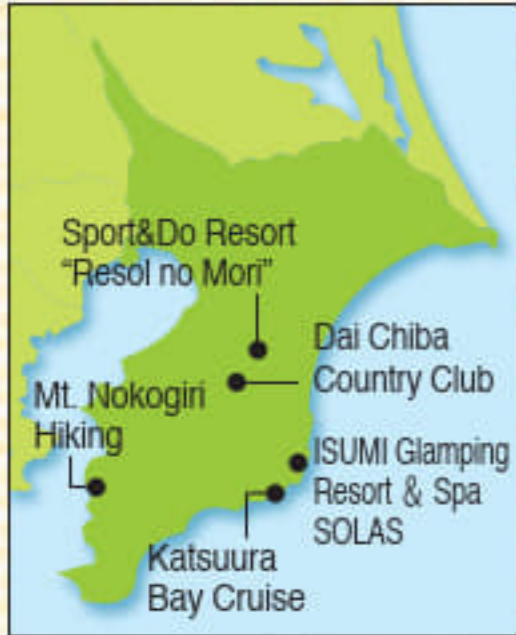 Sport&Do Resort
“Resol no Mori”
Dai Chiba
Country Club
Mt. Nokogiri
Hiking
ISUMI Glamping
Resort & Spa
SOLAS
Katsuura
Bay Cruise